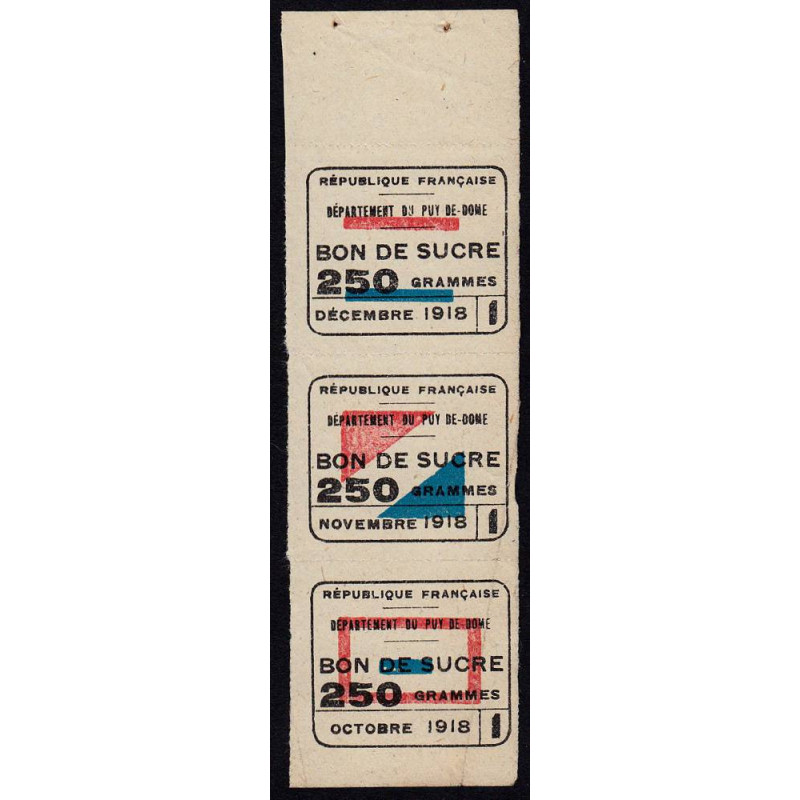 RÉPUBLIQUE FRANÇAISE
DÉPARTEMENT DU PUY DE-DOME
BON DE SUCRE
250 GRAMMES
DÉCEMBRE 1918 1
RÉPUBLIQUE FRANÇAISE
DÉPARTEMENT DU PUY DE-DOME
BON DE SUCRE
250 GRAMMES
NOVEMBRE 1918 1
RÉPUBLIQUE FRANÇAISE
DÉPARTEMENT DU PUY DE-DOME
BON DE SUCRE
250 GRAMMES
OCTOBRE 1918 1